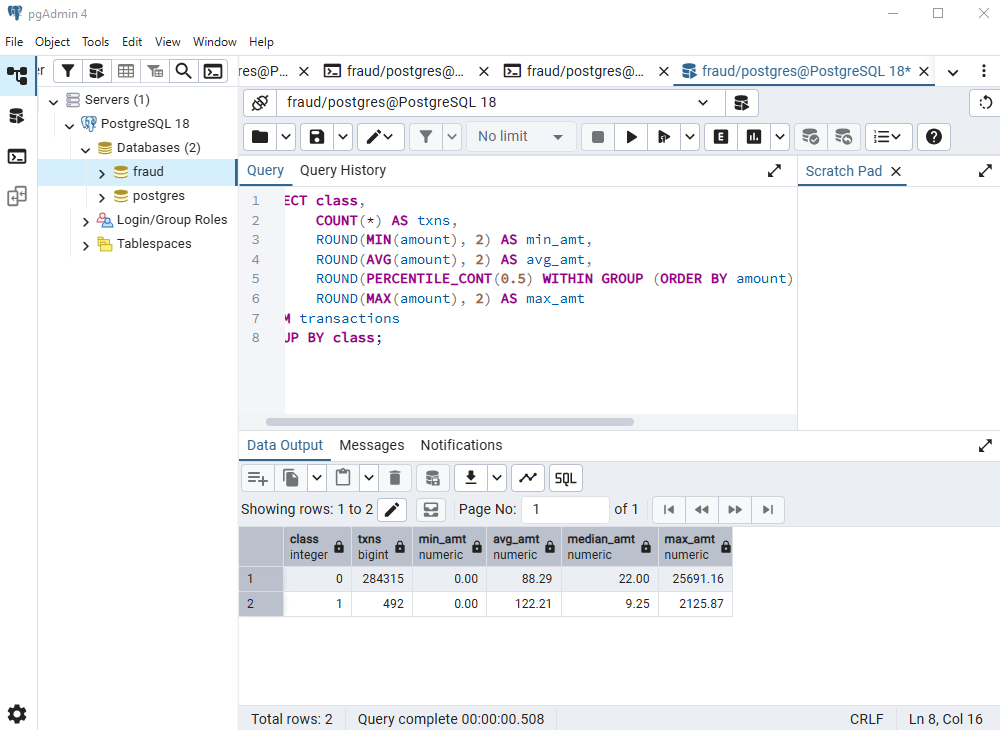 pgAdmin 4
File Object Tools Edit View Window Help
res@P... fraud/postgres@... fraud/postgres@... fraud/postgres@PostgreSQL 18*
Servers (1)
PostgreSQL 18
Databases (2)
fraud
postgres
Login/Group Roles
Tablespaces
fraud/postgres@PostgreSQL 18
No limit
E
Query Query History
Scratch Pad
1 ECT class,
2 COUNT(*) AS txns,
3 ROUND(MIN(amount), 2) AS min_amt,
4 ROUND(AVG(amount), 2) AS avg_amt,
5 ROUND(PERCENTILE_CONT(0.5) WITHIN GROUP (ORDER BY amount)
6 ROUND(MAX(amount), 2) AS max_amt
7 M transactions
8 UP BY class;
Data Output Messages Notifications
SQL
Showing rows: 1 to 2 Page No: 1 of 1
class txns min_amt avg_amt median_amt max_amt
integer bigint numeric numeric numeric numeric
1 0 284315 0.00 88.29 22.00 25691.16
2 1 492 0.00 122.21 9.25 2125.87
Total rows: 2 Query complete 00:00:00.508 CRLF Ln 8, Col 16